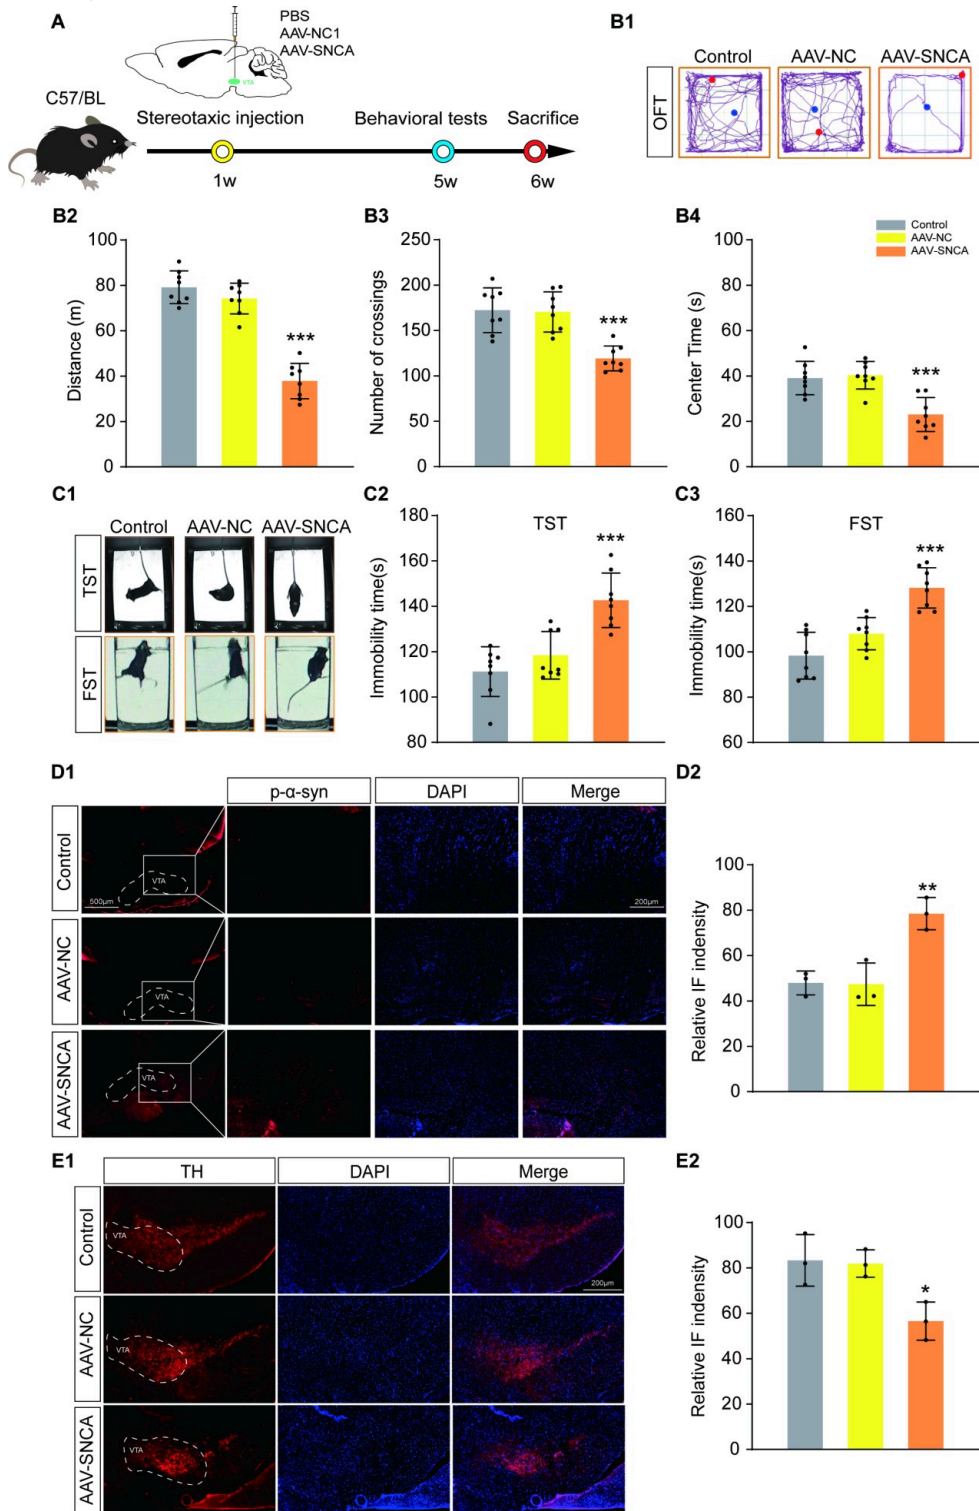 A
PBS
AAV-NC1
AAV-SNCA
VTA
C57/BL
Stereotaxic injection
Behavioral tests
Sacrifice
1w
5w
6w
B1
Control
AAV-NC
AAV-SNCA
OFT
B2
Distance (m)
80
60
40
20
0
100
***
B3
Number of crossings
250
200
150
100
50
0
***
B4
Control
AAV-NC
AAV-SNCA
Center Time (s)
100
80
60
40
20
0
***
C1
Control
AAV-NC
AAV-SNCA
TST
FST
C2
TST
Immobility time(s)
180
160
140
120
100
80
***
C3
FST
Immobility time(s)
160
140
120
100
80
60
***
D1
p-α-syn
DAPI
Merge
Control
VTA
500μm
200μm
AAV-NC
VTA
AAV-SNCA
VTA
D2
Relative IF indensity
100
80
60
40
20
0
**
E1
TH
DAPI
Merge
Control
VTA
200μm
AAV-NC
VTA
AAV-SNCA
VTA
E2
Relative IF indensity
100
80
60
40
20
0
*